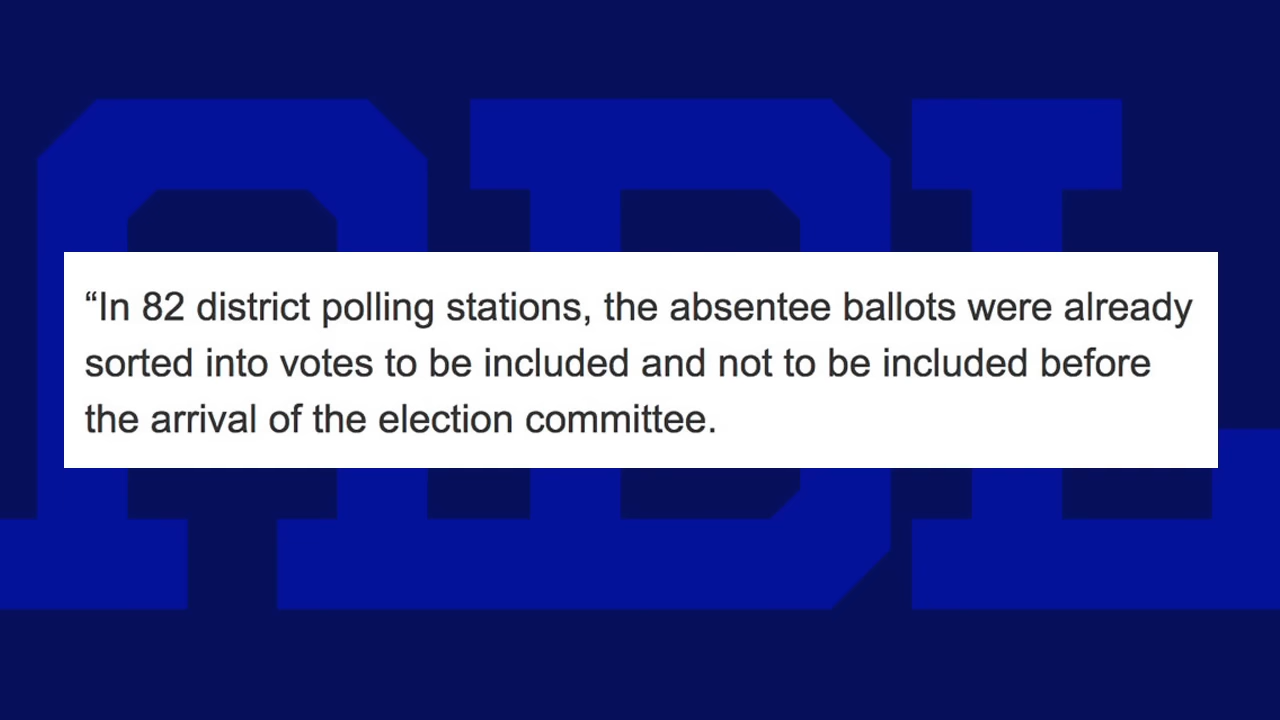 ABL
“In 82 district polling stations, the absentee ballots were already
sorted into votes to be included and not to be included before
the arrival of the election committee.